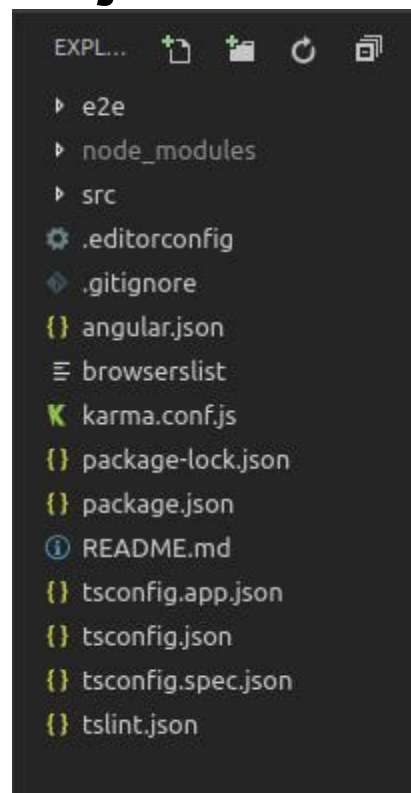 EXPL...
e2e
node_modules
src
.editorconfig
.gitignore
angular.json
browserslist
karma.conf.js
package-lock.json
package.json
README.md
tsconfig.app.json
tsconfig.json
tsconfig.spec.json
tslint.json